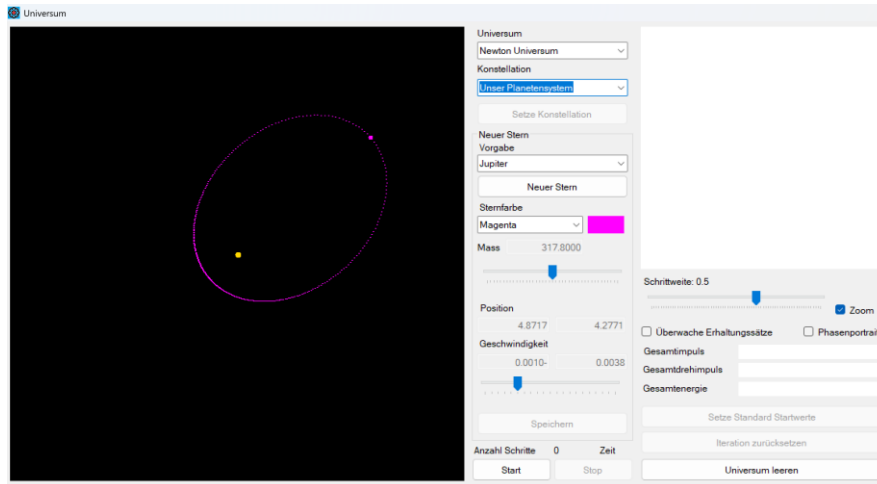 Universum
Universum
Newton Universum
Konstellation
Unser Planetensystem
Setze Konstellation
Neuer Stern
Vorgabe
Jupiter
Neuer Stern
Sternfarbe
Magenta
Mass 317.8000
Position
4.8717 4.2771
Geschwindigkeit
0.0010- 0.0038
Speichern
Anzahl Schritte 0 Zeit
Start Stop
Schrittweite: 0.5
Zoom
Überwache Erhaltungssätze Phasenportrait
Gesamtimpuls
Gesamtdrehimpuls
Gesamtenergie
Setze Standard Startwerte
Iteration zurücksetzen
Universum leeren